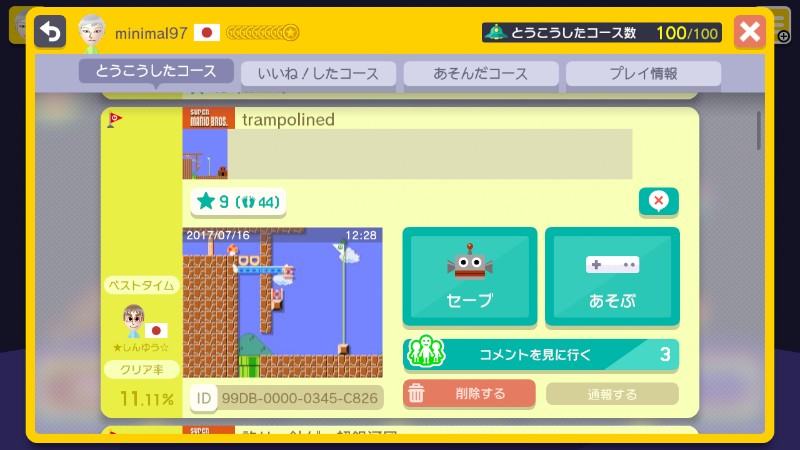 minimal97
とうこうしたコース数 100/100
とうこうしたコース
いいね！したコース
あそんだコース
プレイ情報
SUPER
MARIO BROS.
trampolined
9 (44)
2017/07/16 12:28
セーブ
あそぶ
ベストタイム
★しんゆう☆
クリア率
11.11%
コメントを見に行く 3
ID 99DB-0000-0345-C826
削除する
通報する
SUPER